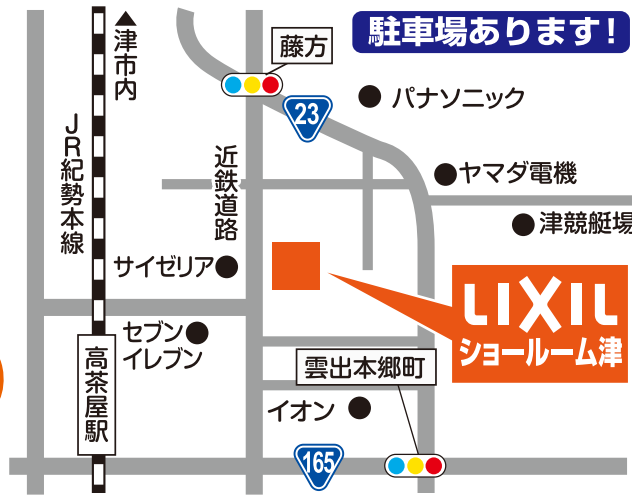 駐車場あります!
▲津市内
藤方
23
パナソニック
JR紀勢本線
近鉄道路
ヤマダ電機
津競艇場
サイゼリア
LIXIL
ショールーム津
セブン
イレブン
高茶屋駅
雲出本郷町
イオン
165